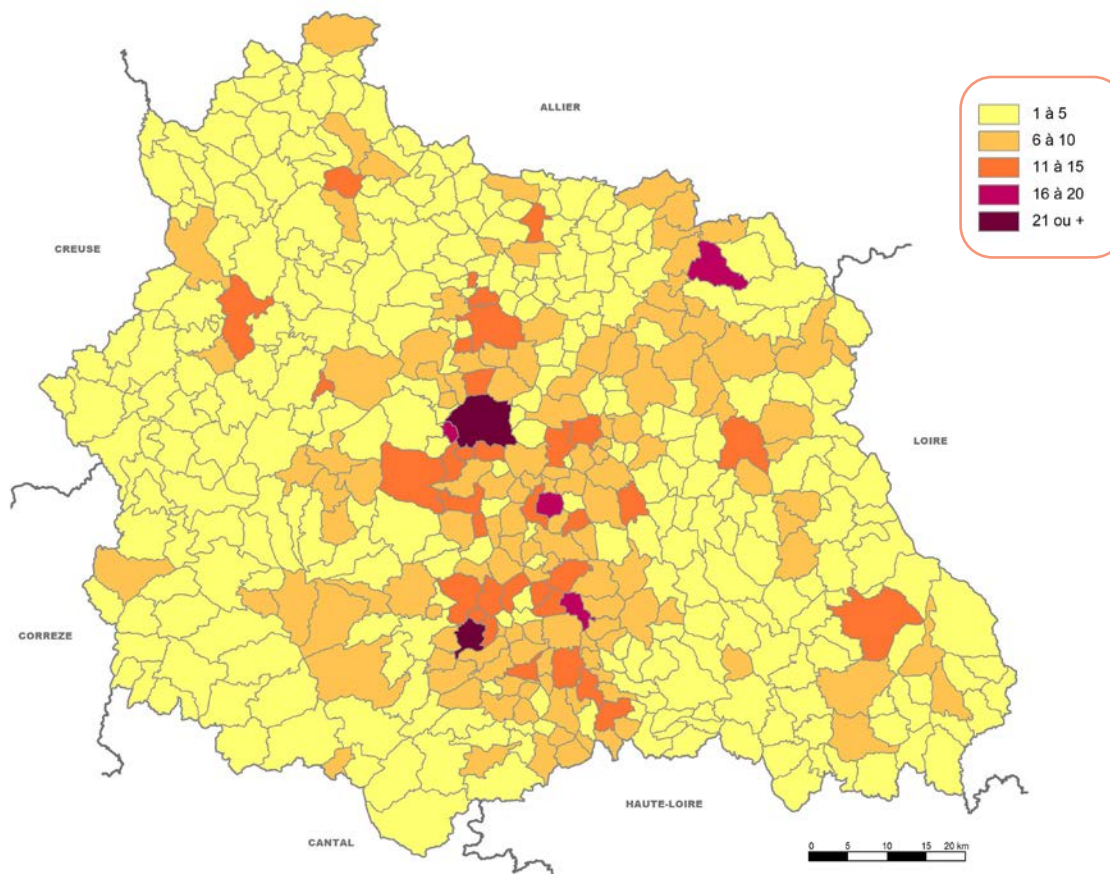 ALLIER
1 à 5
6 à 10
11 à 15
16 à 20
21 ou +
CREUSE
LOIRE
CORREZE
HAUTE-LOIRE
CANTAL
0 5 10 15 20 km